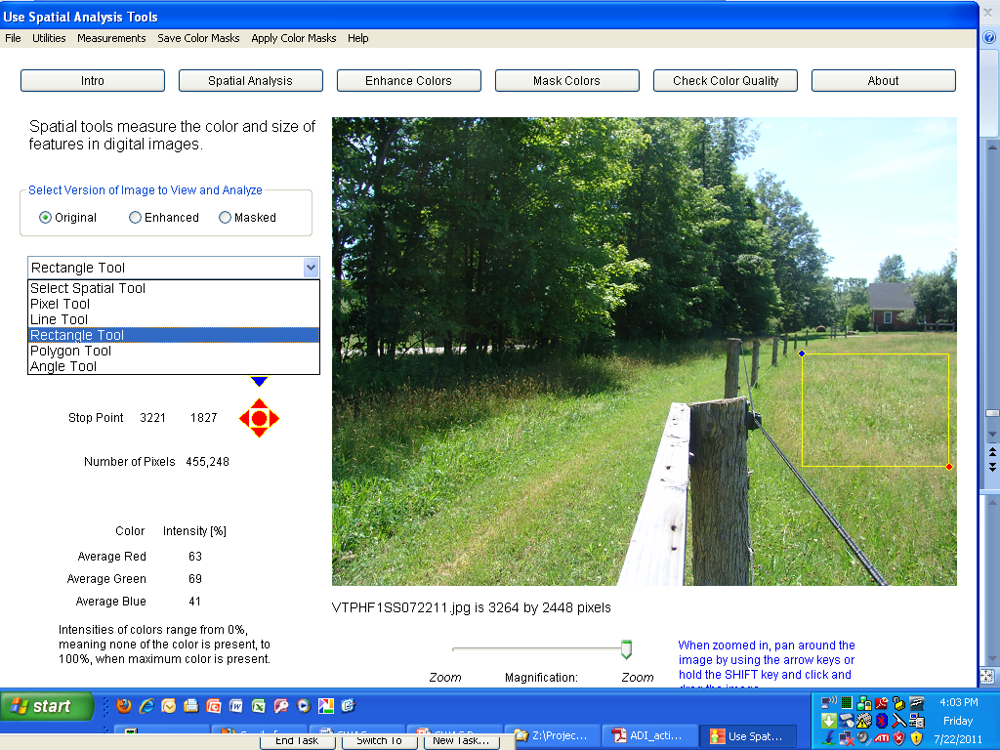 Use Spatial Analysis Tools
File Utilities Measurements Save Color Masks Apply Color Masks Help
Intro Spatial Analysis Enhance Colors Mask Colors Check Color Quality About
Spatial tools measure the color and size of
features in digital images.
Select Version of Image to View and Analyze
Original Enhanced Masked
Rectangle Tool
Select Spatial Tool
Pixel Tool
Line Tool
Rectangle Tool
Polygon Tool
Angle Tool
Stop Point 3221 1827
Number of Pixels 455,248
Color Intensity [%]
Average Red 63
Average Green 69
Average Blue 41
Intensities of colors range from 0%,
meaning none of the color is present, to
100%, when maximum color is present.
VTPHF1SS072211.jpg is 3264 by 2448 pixels
When zoomed in, pan around the
image by using the arrow keys or
hold the SHIFT key and click and
drag the image.
Zoom Magnification: Zoom
start
4:03 PM
Friday
7/22/2011
Z:\Projec... ADI_acti... Use Spat...
End Task Switch To New Task...